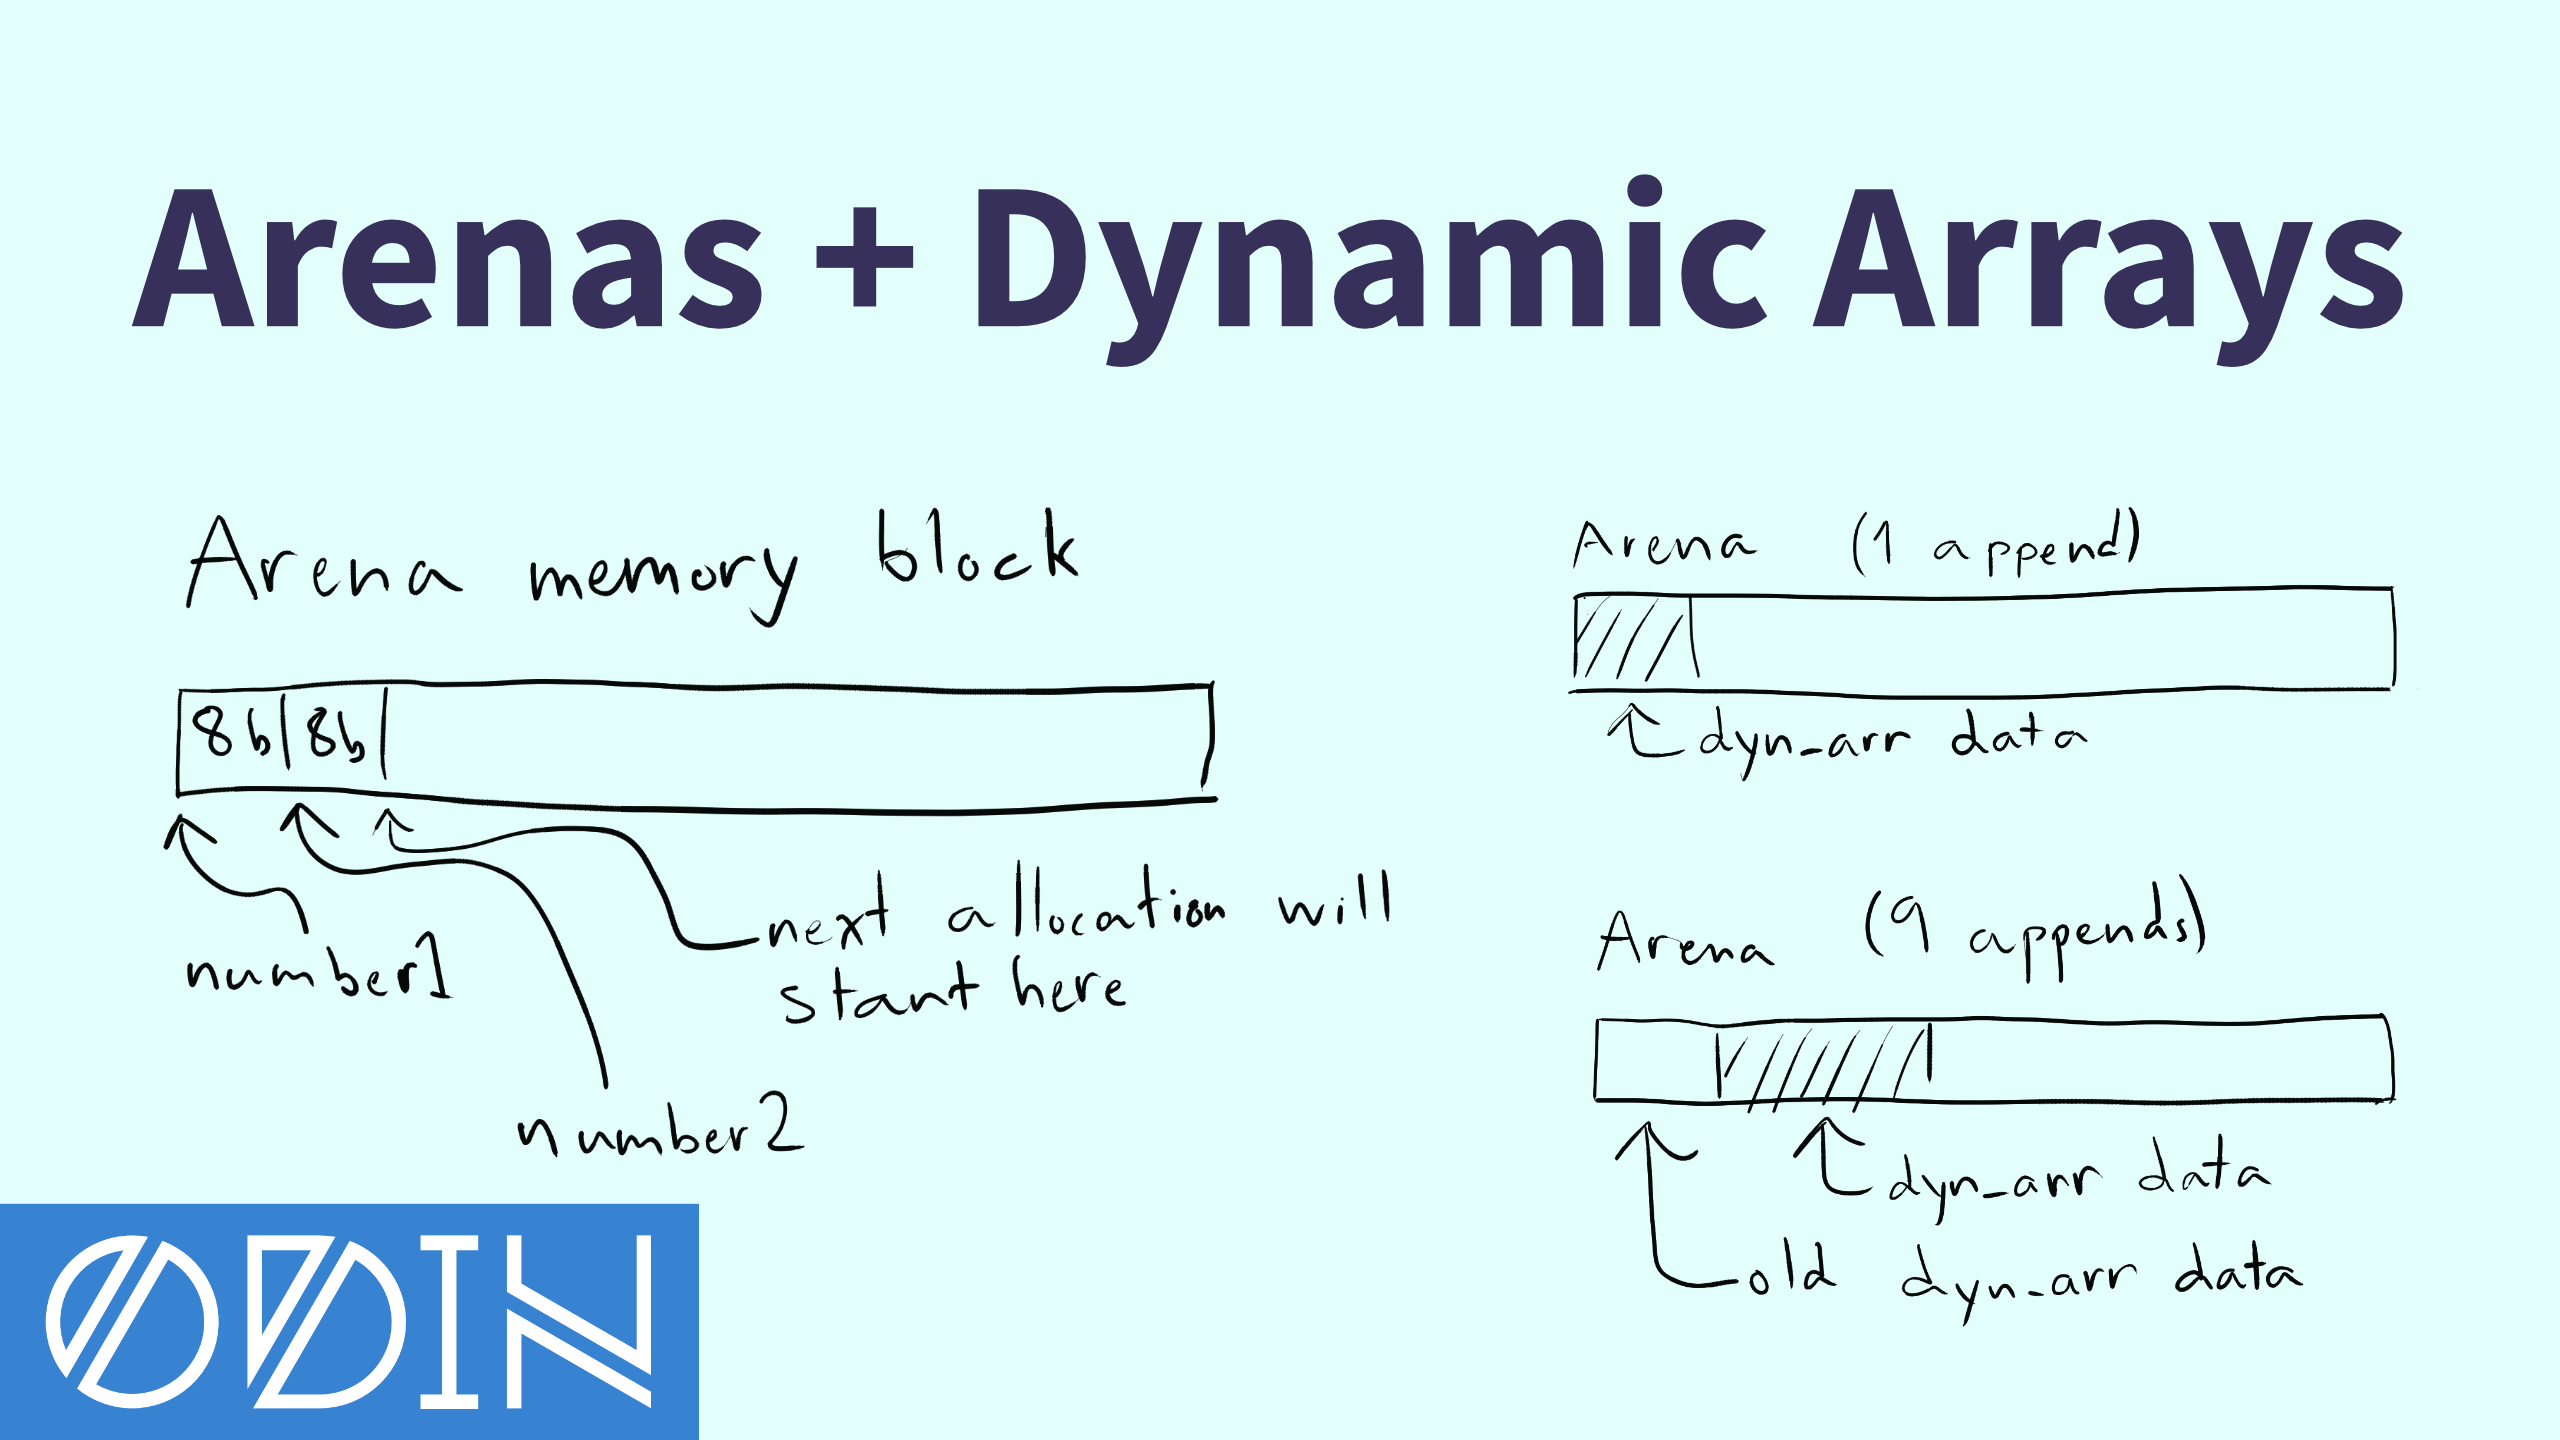 Arenas + Dynamic Arrays
Arena memory block
8b 8b
number1
number2
next allocation will
start here
Arena (1 append)
dyn_arr data
Arena (9 appends)
dyn_arr data
old dyn_arr data
ODIN